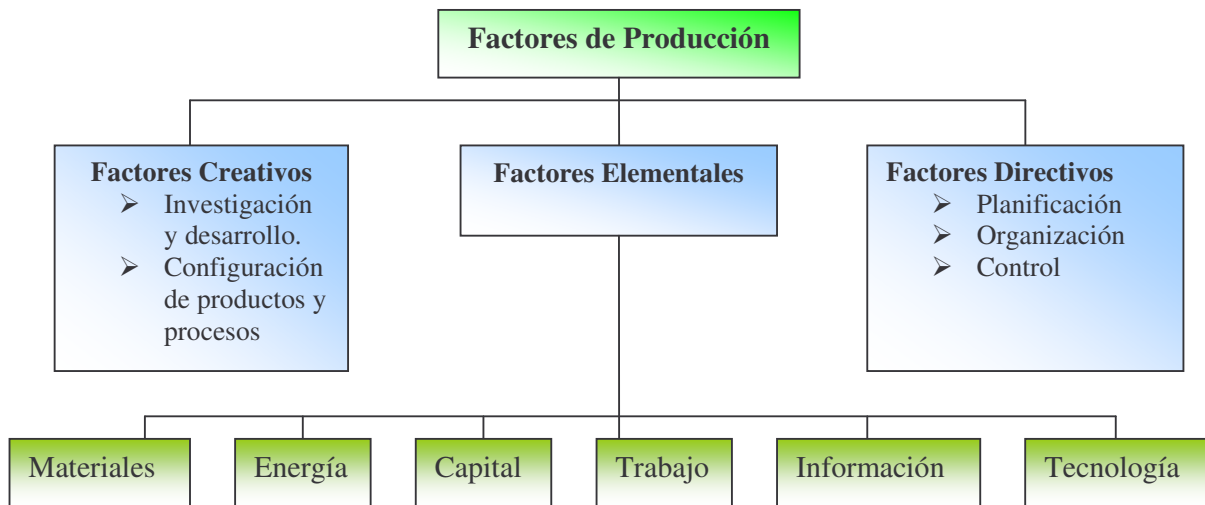 Factores de Producción
Factores Creativos
➢ Investigación
y desarrollo.
➢ Configuración
de productos y
procesos
Factores Elementales
Factores Directivos
➢ Planificación
➢ Organización
➢ Control
Materiales
Energía
Capital
Trabajo
Información
Tecnología